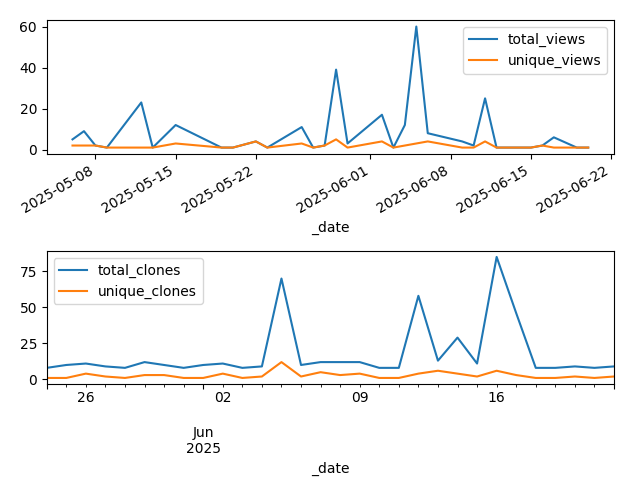 60
40
20
0
total_views
unique_views
2025-05-08
2025-05-15
2025-05-22
2025-06-01
2025-06-08
2025-06-15
2025-06-22
_date
75
50
25
0
total_clones
unique_clones
26
02
09
16
Jun
2025
_date